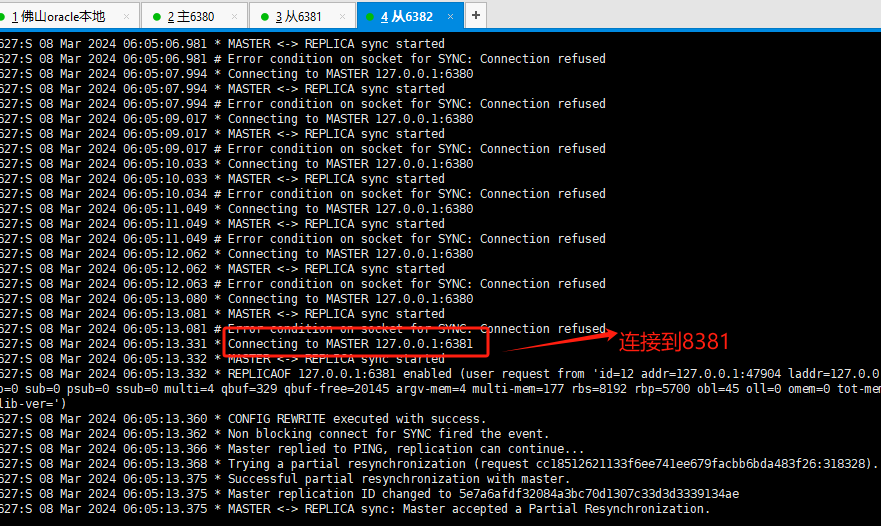 1 佛山oracle本地 × 2 主6380 × 3 从6381 × 4 从6382 × +
627:S 08 Mar 2024 06:05:06.981 * MASTER <-> REPLICA sync started
627:S 08 Mar 2024 06:05:06.981 # Error condition on socket for SYNC: Connection refused
627:S 08 Mar 2024 06:05:07.994 * Connecting to MASTER 127.0.0.1:6380
627:S 08 Mar 2024 06:05:07.994 * MASTER <-> REPLICA sync started
627:S 08 Mar 2024 06:05:07.994 # Error condition on socket for SYNC: Connection refused
627:S 08 Mar 2024 06:05:09.017 * Connecting to MASTER 127.0.0.1:6380
627:S 08 Mar 2024 06:05:09.017 * MASTER <-> REPLICA sync started
627:S 08 Mar 2024 06:05:09.017 # Error condition on socket for SYNC: Connection refused
627:S 08 Mar 2024 06:05:10.033 * Connecting to MASTER 127.0.0.1:6380
627:S 08 Mar 2024 06:05:10.033 * MASTER <-> REPLICA sync started
627:S 08 Mar 2024 06:05:10.034 # Error condition on socket for SYNC: Connection refused
627:S 08 Mar 2024 06:05:11.049 * Connecting to MASTER 127.0.0.1:6380
627:S 08 Mar 2024 06:05:11.049 * MASTER <-> REPLICA sync started
627:S 08 Mar 2024 06:05:11.049 # Error condition on socket for SYNC: Connection refused
627:S 08 Mar 2024 06:05:12.062 * Connecting to MASTER 127.0.0.1:6380
627:S 08 Mar 2024 06:05:12.062 * MASTER <-> REPLICA sync started
627:S 08 Mar 2024 06:05:12.063 # Error condition on socket for SYNC: Connection refused
627:S 08 Mar 2024 06:05:13.080 * Connecting to MASTER 127.0.0.1:6380
627:S 08 Mar 2024 06:05:13.081 * MASTER <-> REPLICA sync started
627:S 08 Mar 2024 06:05:13.081 # Error condition on socket for SYNC: Connection refused
627:S 08 Mar 2024 06:05:13.331 * Connecting to MASTER 127.0.0.1:6381
连接到8381
627:S 08 Mar 2024 06:05:13.332 * MASTER <-> REPLICA sync started
627:S 08 Mar 2024 06:05:13.332 * REPLICAOF 127.0.0.1:6381 enabled (user request from 'id=12 addr=127.0.0.1:47904 laddr=127.0.0
b=0 sub=0 psub=0 ssub=0 multi=4 qbuf=329 qbuf-free=20145 argv-mem=4 multi-mem=177 rbs=8192 rbp=5700 obl=45 oll=0 omem=0 tot-mem
lib-ver=')
627:S 08 Mar 2024 06:05:13.360 * CONFIG REWRITE executed with success.
627:S 08 Mar 2024 06:05:13.362 * Non blocking connect for SYNC fired the event.
627:S 08 Mar 2024 06:05:13.366 * Master replied to PING, replication can continue...
627:S 08 Mar 2024 06:05:13.368 * Trying a partial resynchronization (request cc18512621133f6ee741ee679facbb6bda483f26:318328).
627:S 08 Mar 2024 06:05:13.375 * Successful partial resynchronization with master.
627:S 08 Mar 2024 06:05:13.375 * Master replication ID changed to 5e7a6afdf32084a3bc70d1307c33d3d3339134ae
627:S 08 Mar 2024 06:05:13.375 * MASTER <-> REPLICA sync: Master accepted a Partial Resynchronization.